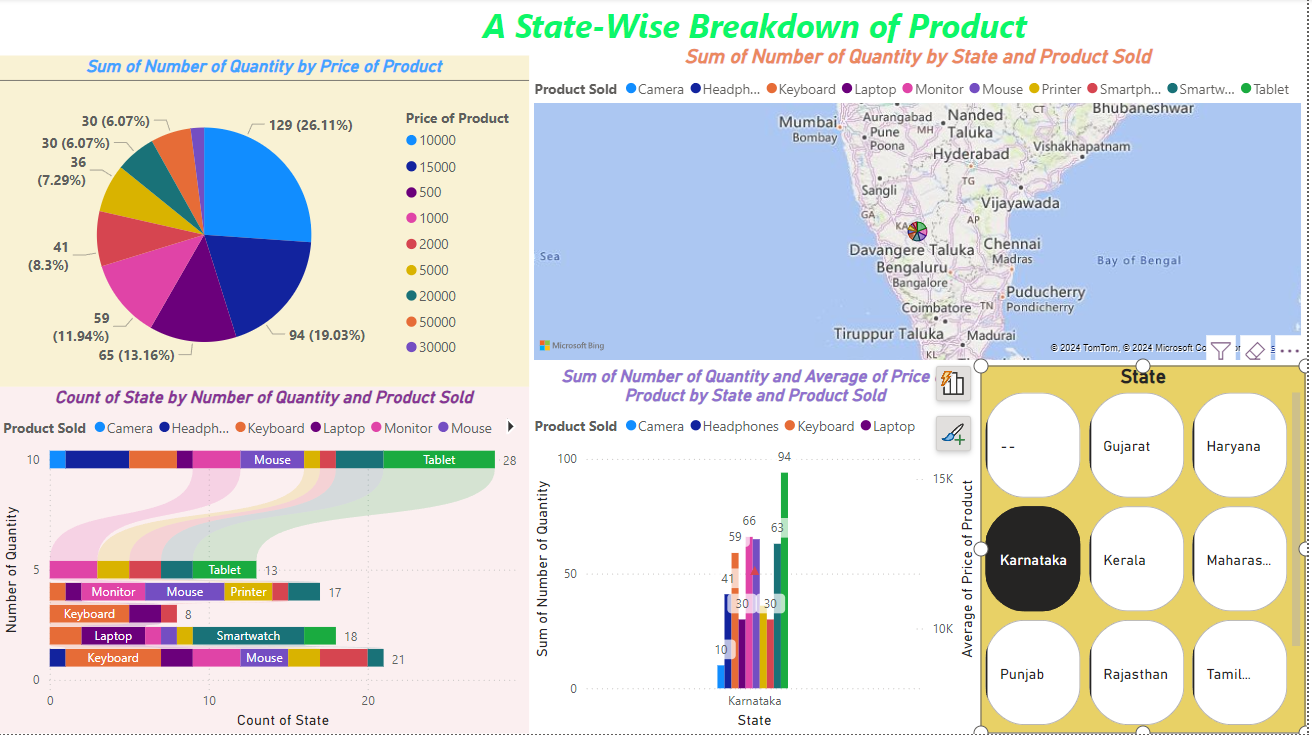 A State-Wise Breakdown of Product
Sum of Number of Quantity by Price of Product
129 (26.11%)
94 (19.03%)
65 (13.16%)
59
(11.94%)
41
(8.3%)
36
(7.29%)
30 (6.07%)
30 (6.07%)
Price of Product
10000
15000
500
1000
2000
5000
20000
50000
30000
Sum of Number of Quantity by State and Product Sold
Product Sold Camera Headph... Keyboard Laptop Monitor Mouse Printer Smartph... Smartw... Tablet
Mumbai
Bombay
Aurangabad
Pune
Poona
MH
Nanded
Taluka
CT
Bhubaneshwar
Hyderabad
Vishakhapatnam
TG
Sangli
Vijayawada
GA
KA
AP
Davangere Taluka
Chennai
Madras
Sea
Bay of Bengal
Bengaluru
Bangalore
Puducherry
Pondicherry
Coimbatore
TN
Tiruppur Taluka
Madurai
KL
Microsoft Bing
© 2024 TomTom, © 2024 Microsoft Co
Count of State by Number of Quantity and Product Sold
Product Sold Camera Headph... Keyboard Laptop Monitor Mouse
Number of Quantity
10
Mouse Tablet 28
5
Tablet 13
Monitor Mouse Printer 17
Keyboard 8
Laptop Smartwatch 18
Keyboard Mouse 21
0
0 10 20
Count of State
Sum of Number of Quantity and Average of Price
Product by State and Product Sold
Product Sold Camera Headphones Keyboard Laptop
Sum of Number of Quantity
100
50
0
10
41
59
30
66
30
63
94
15K
10K
Average of Price of Product
Karnataka
State
State
--
Gujarat
Haryana
Karnataka
Kerala
Maharas...
Punjab
Rajasthan
Tamil...